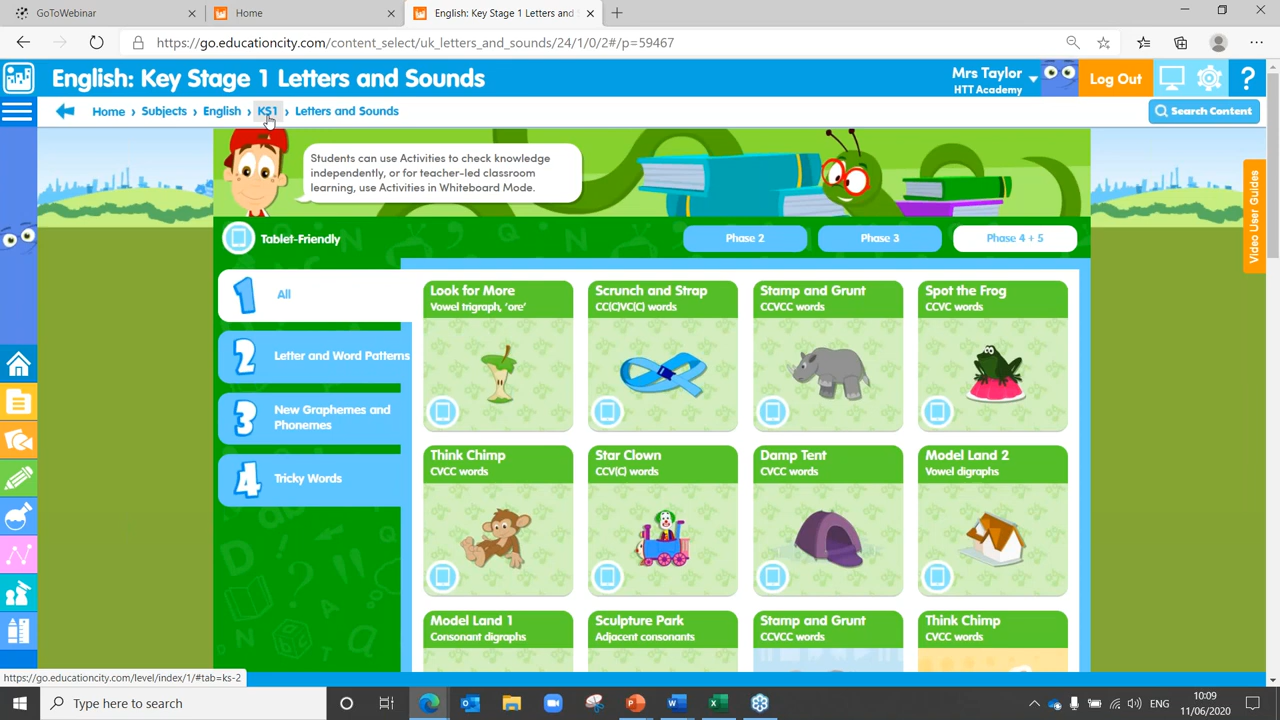 GoToWebinar
Home
English: Key Stage 1 Letters and
https://go.educationcity.com/content_select/uk_letters_and_sounds/24/1/0/2#/p=59467
English: Key Stage 1 Letters and Sounds
Mrs Taylor
HTT Academy
Log Out
?
Home › Subjects › English › KS1 › Letters and Sounds
Search Content
Students can use Activities to check knowledge
independently, or for teacher-led classroom
learning, use Activities in Whiteboard Mode.
Video User Guides
Tablet-Friendly
Phase 2
Phase 3
Phase 4 + 5
1 All
2 Letter and Word Patterns
3 New Graphemes and
Phonemes
4 Tricky Words
Look for More
Vowel trigraph, 'ore'
Scrunch and Strap
CC(C)VC(C) words
Stamp and Grunt
CCVCC words
Spot the Frog
CCVC words
Think Chimp
CVCC words
Star Clown
CCV(C) words
Damp Tent
CVCC words
Model Land 2
Vowel digraphs
Model Land 1
Consonant digraphs
Sculpture Park
Adjacent consonants
Stamp and Grunt
CCVCC words
Think Chimp
CVCC words
https://go.educationcity.com/level/index/1/#tab=ks-2
Type here to search
ENG
10:09
11/06/2020